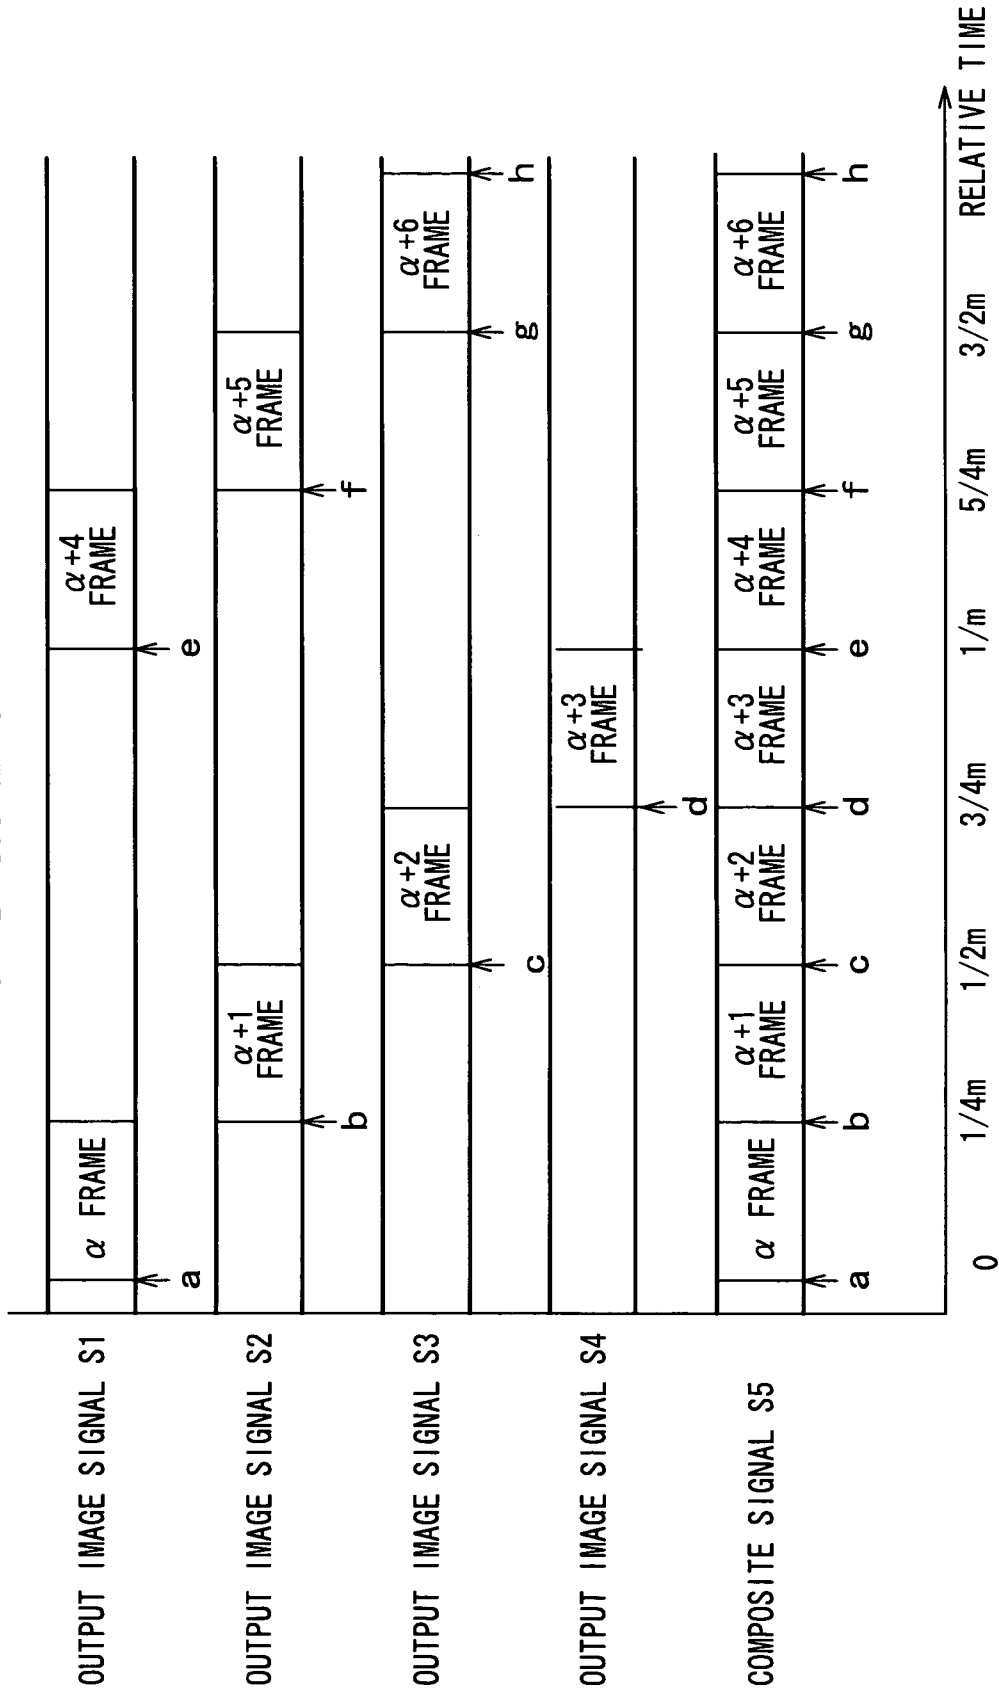 OUTPUT IMAGE SIGNAL S1
α FRAME
α+4
FRAME
a
e
OUTPUT IMAGE SIGNAL S2
α+1
FRAME
α+5
FRAME
b
f
OUTPUT IMAGE SIGNAL S3
α+2
FRAME
α+6
FRAME
c
g
h
OUTPUT IMAGE SIGNAL S4
α+3
FRAME
d
COMPOSITE SIGNAL S5
α FRAME
α+1
FRAME
α+2
FRAME
α+3
FRAME
α+4
FRAME
α+5
FRAME
α+6
FRAME
a
b
c
d
e
f
g
h
0
1/4m
1/2m
3/4m
1/m
5/4m
3/2m
RELATIVE TIME